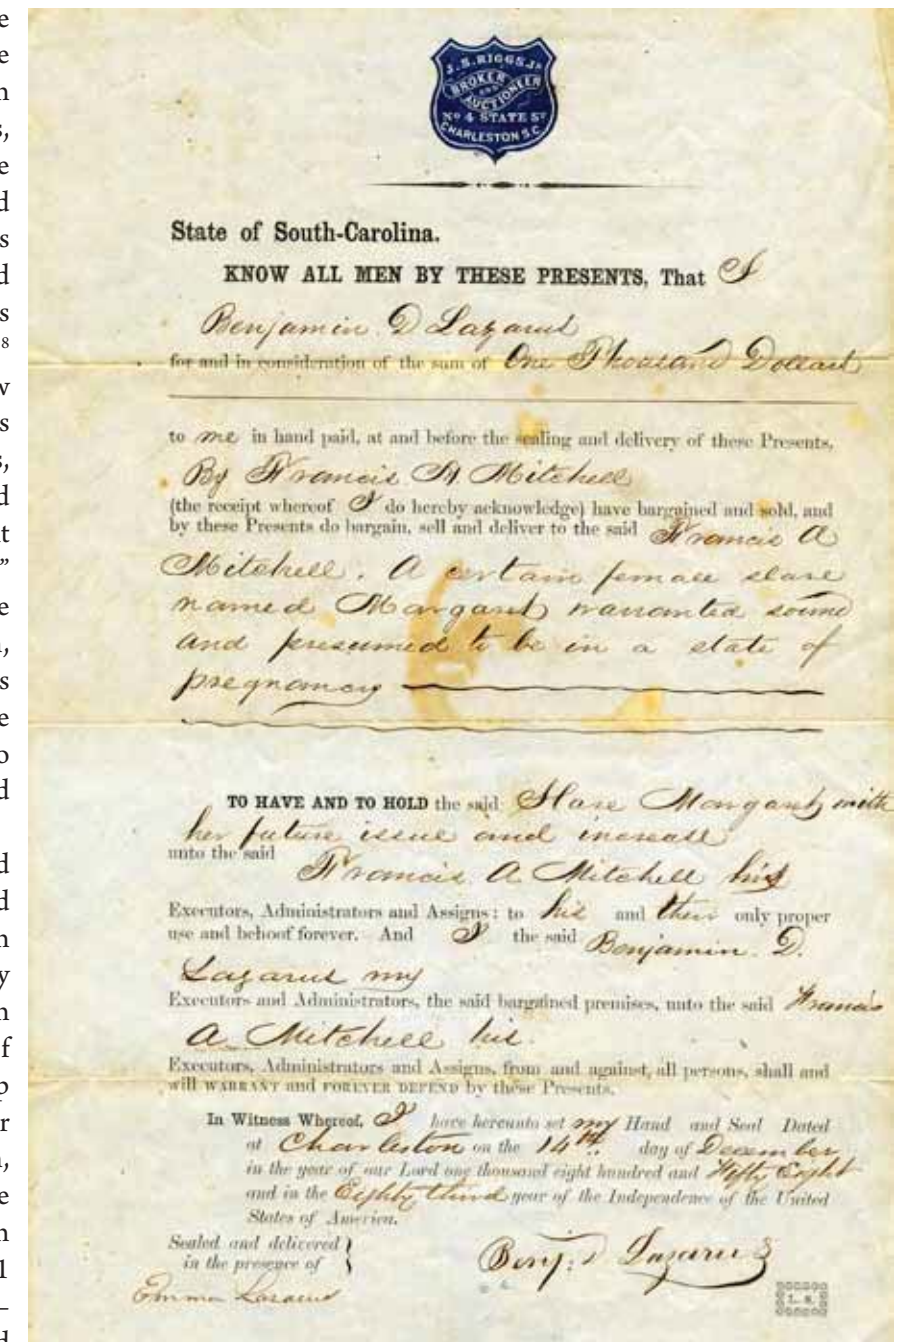 J. S. RIGGS JR
BROKER
AND
AUCTIONEER
No 4 STATE ST
CHARLESTON S.C.
State of South-Carolina.
KNOW ALL MEN BY THESE PRESENTS, That I
Benjamin D Lazarus
for and in consideration of the sum of One Thousand Dollars
to me in hand paid, at and before the sealing and delivery of these Presents,
By Francis A. Mitchell
(the receipt whereof I do hereby acknowledge) have bargained and sold, and
by these Presents do bargain, sell and deliver to the said Francis A
Mitchell. A certain female slave
named Margaret warranted sound
and presumed to be in a state of
pregnancy
TO HAVE AND TO HOLD the said Slave Margaret with
her future issue and increase
unto the said
Francis A Mitchell his
Executors, Administrators and Assigns: to his and their only proper
use and behoof forever. And I the said Benjamin. D.
Lazarus my
Executors and Administrators, the said bargained premises, unto the said Francis
A Mitchell his
Executors, Administrators and Assigns, from and against, all persons, shall and
will WARRANT and FOREVER DEFEND by these Presents.
In Witness Whereof, I have hereunto set my Hand and Seal Dated
at Charleston on the 14th day of December
in the year of our Lord one thousand eight hundred and Fifty Eight
and in the Eighty third year of the Independence of the United
States of America.
Sealed and delivered
in the presence of
Benj. D Lazarus
Emma Lazarus
L. S.